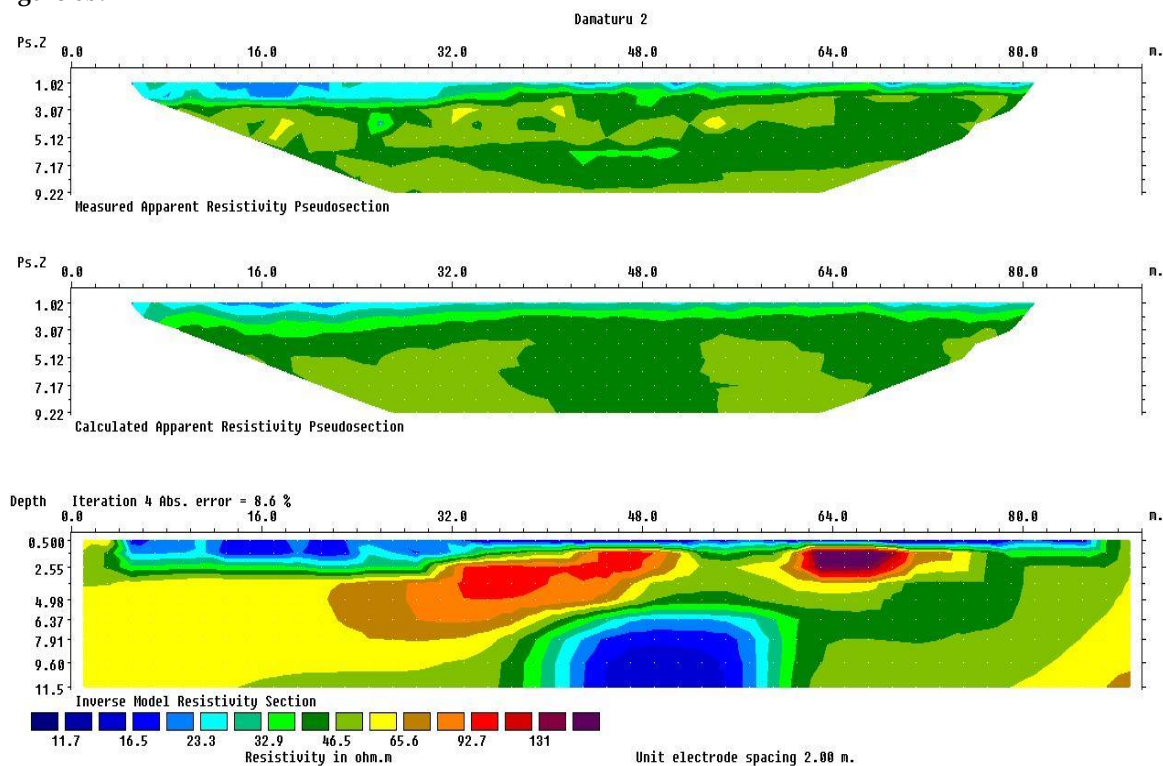 Damaturu 2
Ps.Z 0.0 16.0 32.0 48.0 64.0 80.0 m.
1.02
3.07
5.12
7.17
9.22
Measured Apparent Resistivity Pseudosection
Ps.Z 0.0 16.0 32.0 48.0 64.0 80.0 m.
1.02
3.07
5.12
7.17
9.22
Calculated Apparent Resistivity Pseudosection
Depth Iteration 4 Abs. error = 8.6 %
0.0 16.0 32.0 48.0 64.0 80.0 m.
0.500
2.55
4.98
6.37
7.91
9.60
11.5
Inverse Model Resistivity Section
11.7 16.5 23.3 32.9 46.5 65.6 92.7 131
Resistivity in ohm.m Unit electrode spacing 2.00 m.